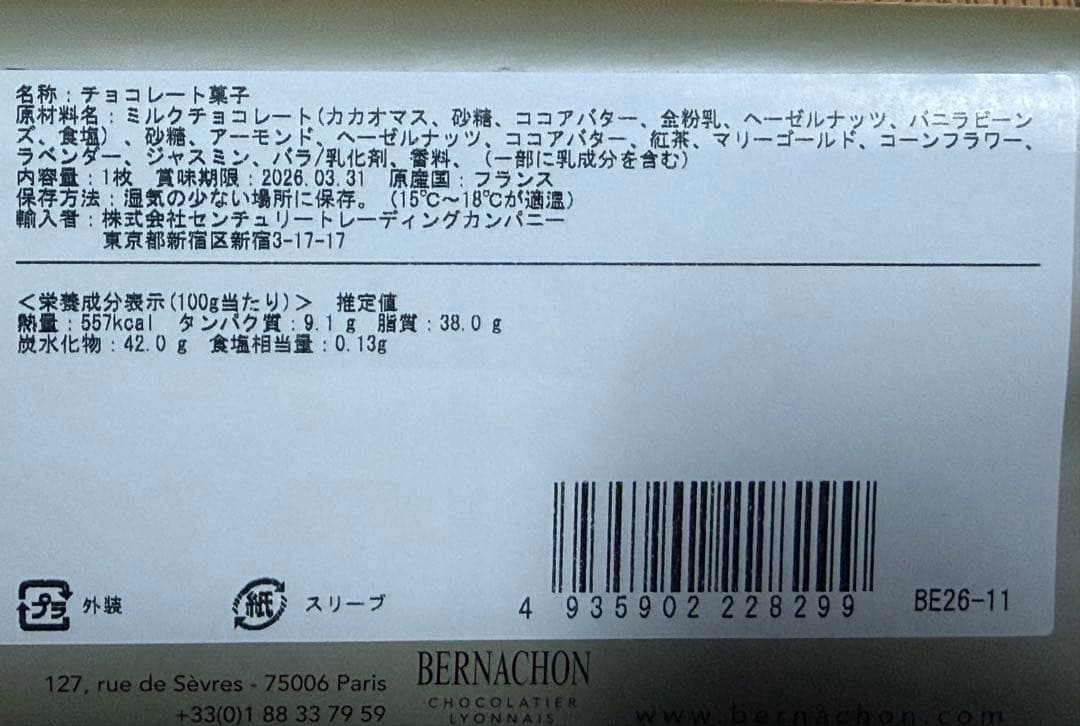 名称：チョコレート菓子
原材料名：ミルクチョコレート（カカオマス、砂糖、ココアバター、全粉乳、ヘーゼルナッツ、バニラビーン
ズ、食塩）、砂糖、アーモンド、ヘーゼルナッツ、ココアバター、紅茶、マリーゴールド、コーンフラワー、
ラベンダー、ジャスミン、バラ/乳化剤、香料、（一部に乳成分を含む）
内容量：1枚　賞味期限：2026.03.31　原産国：フランス
保存方法：湿気の少ない場所に保存。（15℃～18℃が適温）
輸入者：株式会社センチュリートレーディングカンパニー
東京都新宿区新宿3-17-17
＜栄養成分表示(100g当たり)＞　推定値
熱量：557kcal　タンパク質：9.1ｇ　脂質：38.0ｇ
炭水化物：42.0ｇ　食塩相当量：0.13g
プラ 外装 紙 スリーブ
4 935902 228299 BE26-11
127, rue de Sèvres - 75006 Paris
+33(0)1 88 33 79 59
BERNACHON
CHOCOLATIER
LYONNAIS
www.bernachon.com